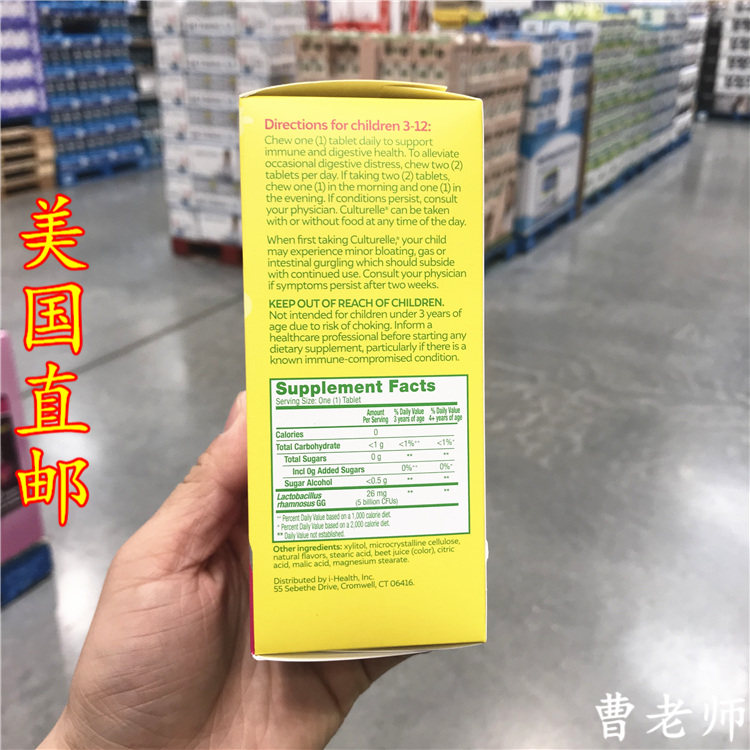 Directions for children 3-12:
Chew one (1) tablet daily to support
immune and digestive health. To alleviate
occasional digestive distress, chew two (2)
tablets per day. If taking two (2) tablets,
chew one (1) in the morning and one (1) in
the evening. If conditions persist, consult
your physician. Culturelle® can be taken
with or without food at any time of the day.
When first taking Culturelle,® your child
may experience minor bloating, gas or
intestinal gurgling which should subside
with continued use. Consult your physician
if symptoms persist after two weeks.
KEEP OUT OF REACH OF CHILDREN.
Not intended for children under 3 years of
age due to risk of choking. Inform a
healthcare professional before starting any
dietary supplement, particularly if there is a
known immune-compromised condition.
Supplement Facts
Serving Size: One (1) Tablet
Amount Per Serving % Daily Value 3 years of age % Daily Value 4+ years of age
Calories 0
Total Carbohydrate <1 g <1%⁺⁺ <1%⁺
Total Sugars 0 g ** **
Incl 0g Added Sugars 0%⁺⁺ 0%⁺
Sugar Alcohol <0.5 g ** **
Lactobacillus rhamnosus GG 26 mg (5 billion CFUs) ** **
⁺⁺ Percent Daily Value based on a 1,000 calorie diet.
⁺ Percent Daily Value based on a 2,000 calorie diet.
** Daily Value not established.
Other ingredients: xylitol, microcrystalline cellulose,
natural flavors, stearic acid, beet juice (color), citric
acid, malic acid, magnesium stearate.
Distributed by i-Health, Inc.
55 Sebethe Drive, Cromwell, CT 06416.
美国直邮
曹老师